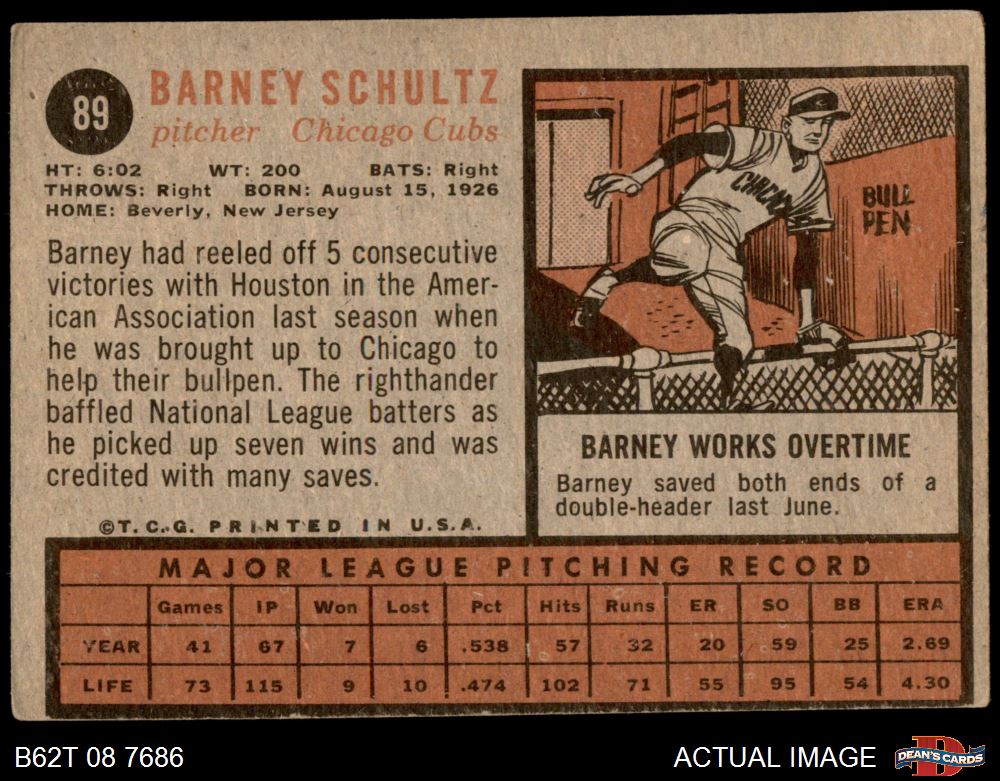 89
BARNEY SCHULTZ
pitcher Chicago Cubs
HT: 6:02 WT: 200 BATS: Right
THROWS: Right BORN: August 15, 1926
HOME: Beverly, New Jersey
Barney had reeled off 5 consecutive
victories with Houston in the Amer-
ican Association last season when
he was brought up to Chicago to
help their bullpen. The righthander
baffled National League batters as
he picked up seven wins and was
credited with many saves.
©T.C.G. PRINTED IN U.S.A.
CHICAGO
BULL
PEN
BARNEY WORKS OVERTIME
Barney saved both ends of a
double-header last June.
MAJOR LEAGUE PITCHING RECORD
Games IP Won Lost Pct Hits Runs ER SO BB ERA
YEAR 41 67 7 6 .538 57 32 20 59 25 2.69
LIFE 73 115 9 10 .474 102 71 55 95 54 4.30
B62T 08 7686
ACTUAL IMAGE
D
DEAN'S CARDS